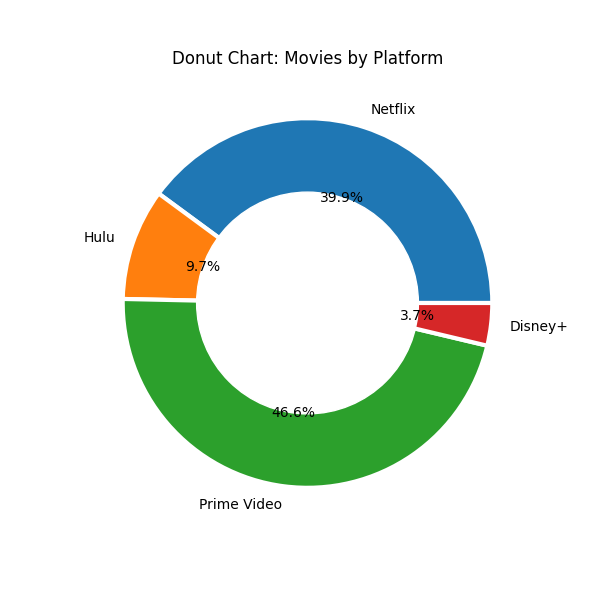 Donut Chart: Movies by Platform
Netflix
39.9%
Hulu
9.7%
3.7%
Disney+
46.6%
Prime Video